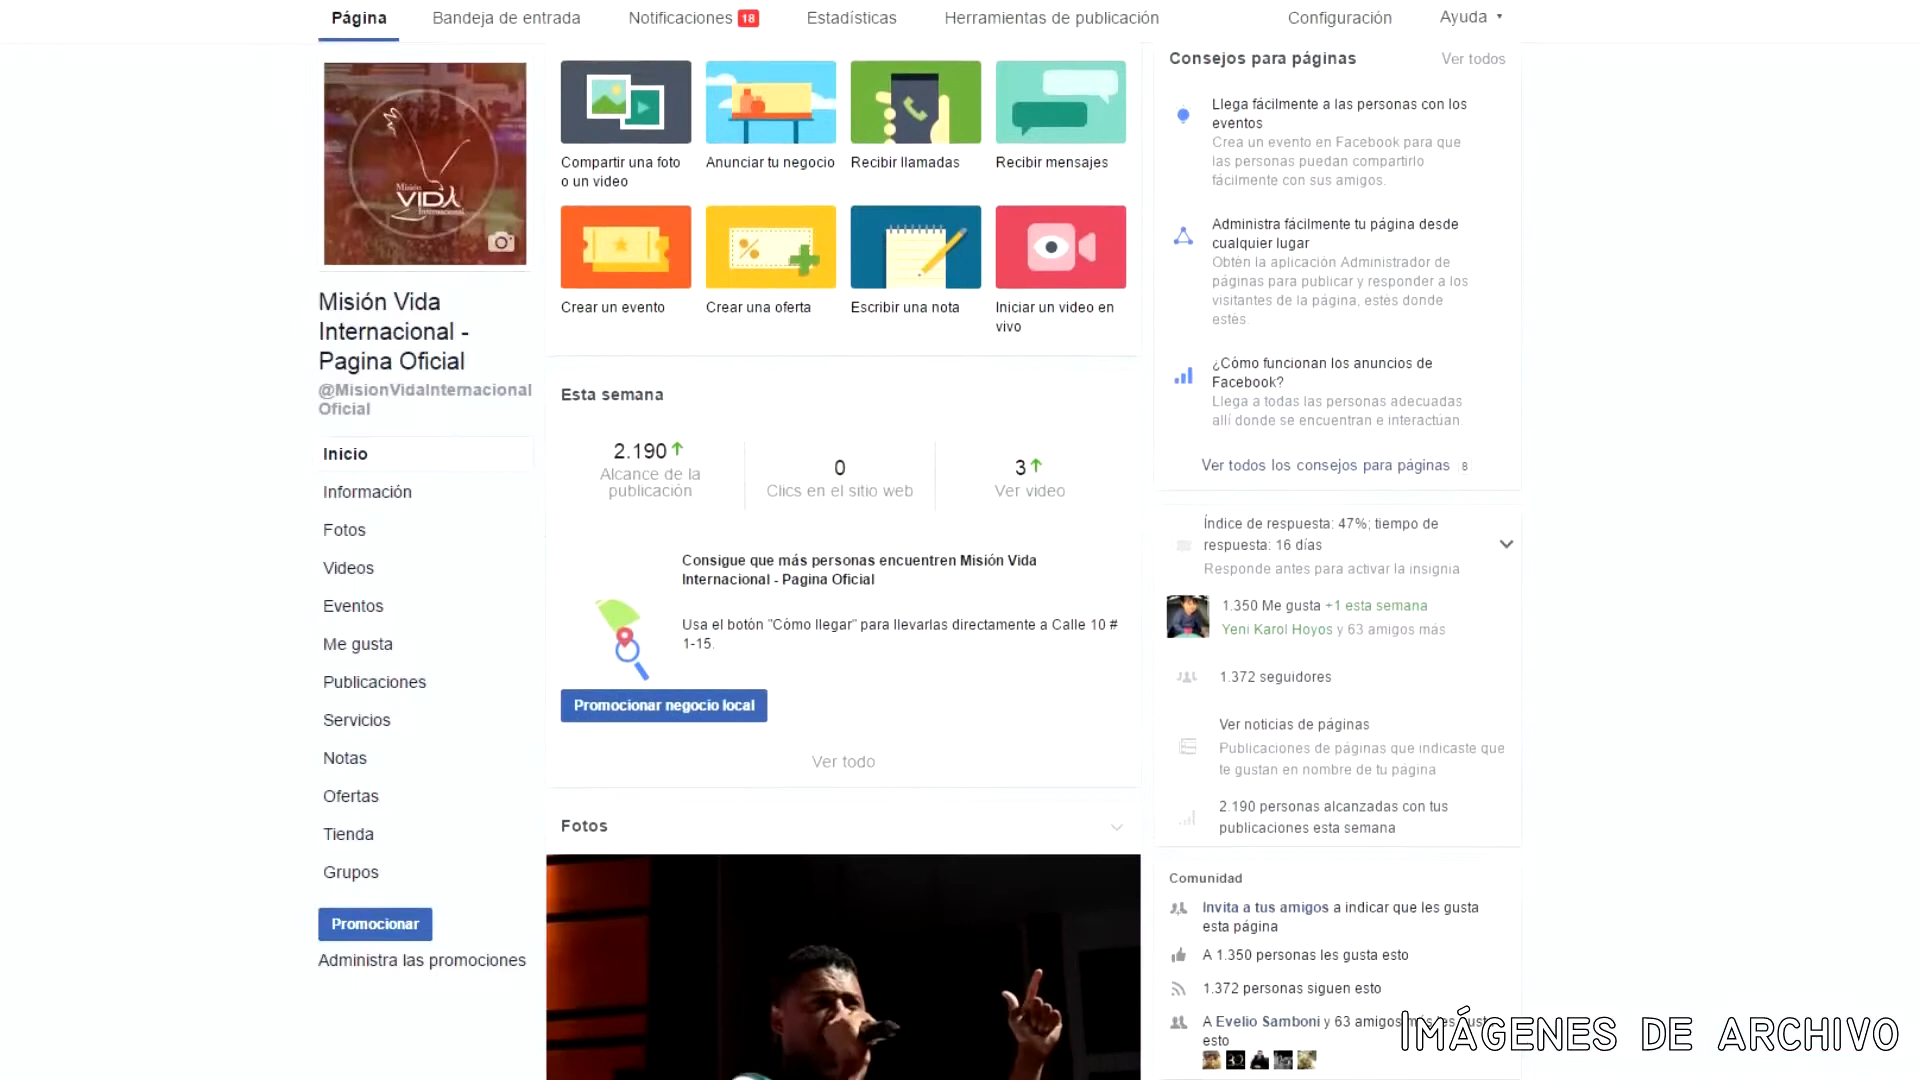 Página
Bandeja de entrada
Notificaciones 18
Estadísticas
Herramientas de publicación
Configuración
Ayuda
Misión
VIDA
Internacional
Misión Vida
Internacional -
Pagina Oficial
@MisionVidaInternacional
Oficial
Inicio
Información
Fotos
Videos
Eventos
Me gusta
Publicaciones
Servicios
Notas
Ofertas
Tienda
Grupos
Promocionar
Administra las promociones
Compartir una foto
o un video
Anunciar tu negocio
Recibir llamadas
Recibir mensajes
Crear un evento
Crear una oferta
Escribir una nota
Iniciar un video en
vivo
Esta semana
2.190
Alcance de la
publicación
0
Clics en el sitio web
3
Ver video
Consigue que más personas encuentren Misión Vida
Internacional - Pagina Oficial
Usa el botón "Cómo llegar" para llevarlas directamente a Calle 10 #
1-15.
Promocionar negocio local
Ver todo
Fotos
Consejos para páginas
Ver todos
Llega fácilmente a las personas con los
eventos
Crea un evento en Facebook para que
las personas puedan compartirlo
fácilmente con sus amigos.
Administra fácilmente tu página desde
cualquier lugar
Obtén la aplicación Administrador de
páginas para publicar y responder a los
visitantes de la página, estés donde
estés.
¿Cómo funcionan los anuncios de
Facebook?
Llega a todas las personas adecuadas
allí donde se encuentran e interactúan.
Ver todos los consejos para páginas 8
Índice de respuesta: 47%; tiempo de
respuesta: 16 días
Responde antes para activar la insignia
1.350 Me gusta +1 esta semana
Yeni Karol Hoyos y 63 amigos más
1.372 seguidores
Ver noticias de páginas
Publicaciones de páginas que indicaste que
te gustan en nombre de tu página
2.190 personas alcanzadas con tus
publicaciones esta semana
Comunidad
Invita a tus amigos a indicar que les gusta
esta página
A 1.350 personas les gusta esto
1.372 personas siguen esto
A Evelio Samboni y 63 amigos más les gusta
esto
IMÁGENES DE ARCHIVO